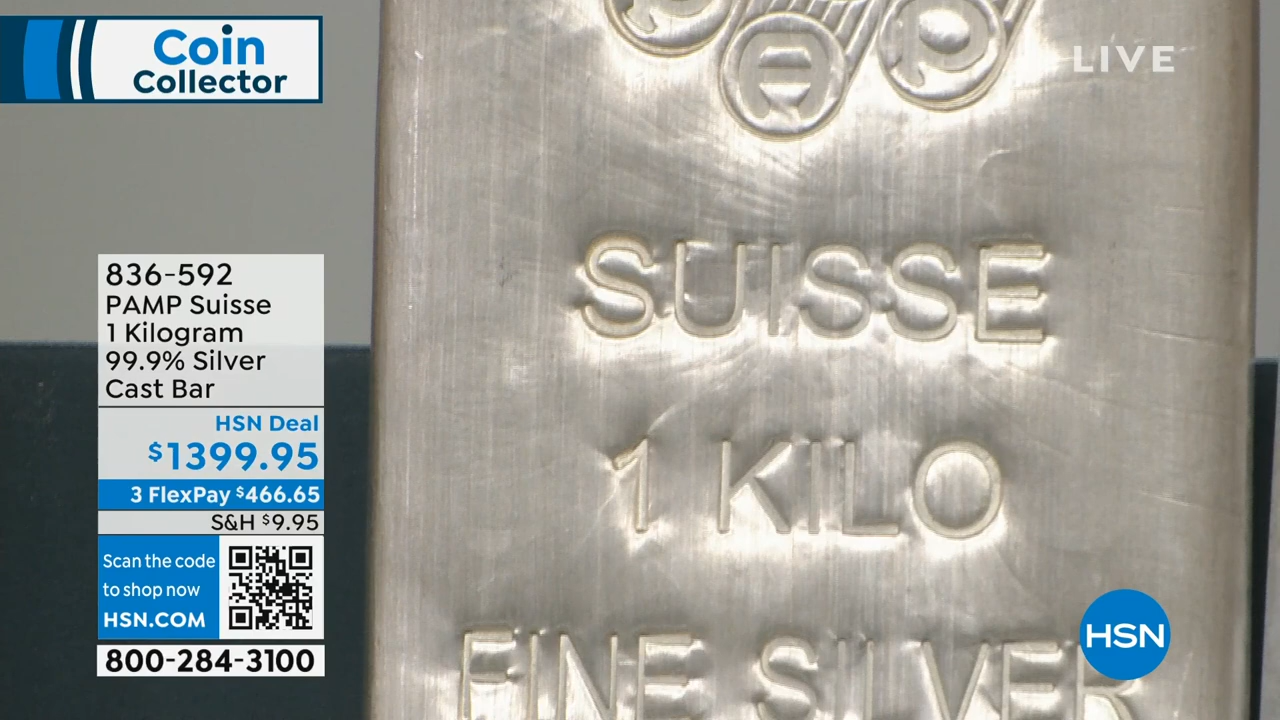 Coin
Collector
LIVE
P A P
SUISSE
1 KILO
FINE SILVER
836-592
PAMP Suisse
1 Kilogram
99.9% Silver
Cast Bar
HSN Deal
$1399.95
3 FlexPay $466.65
S&H $9.95
Scan the code
to shop now
HSN.COM
800-284-3100
HSN